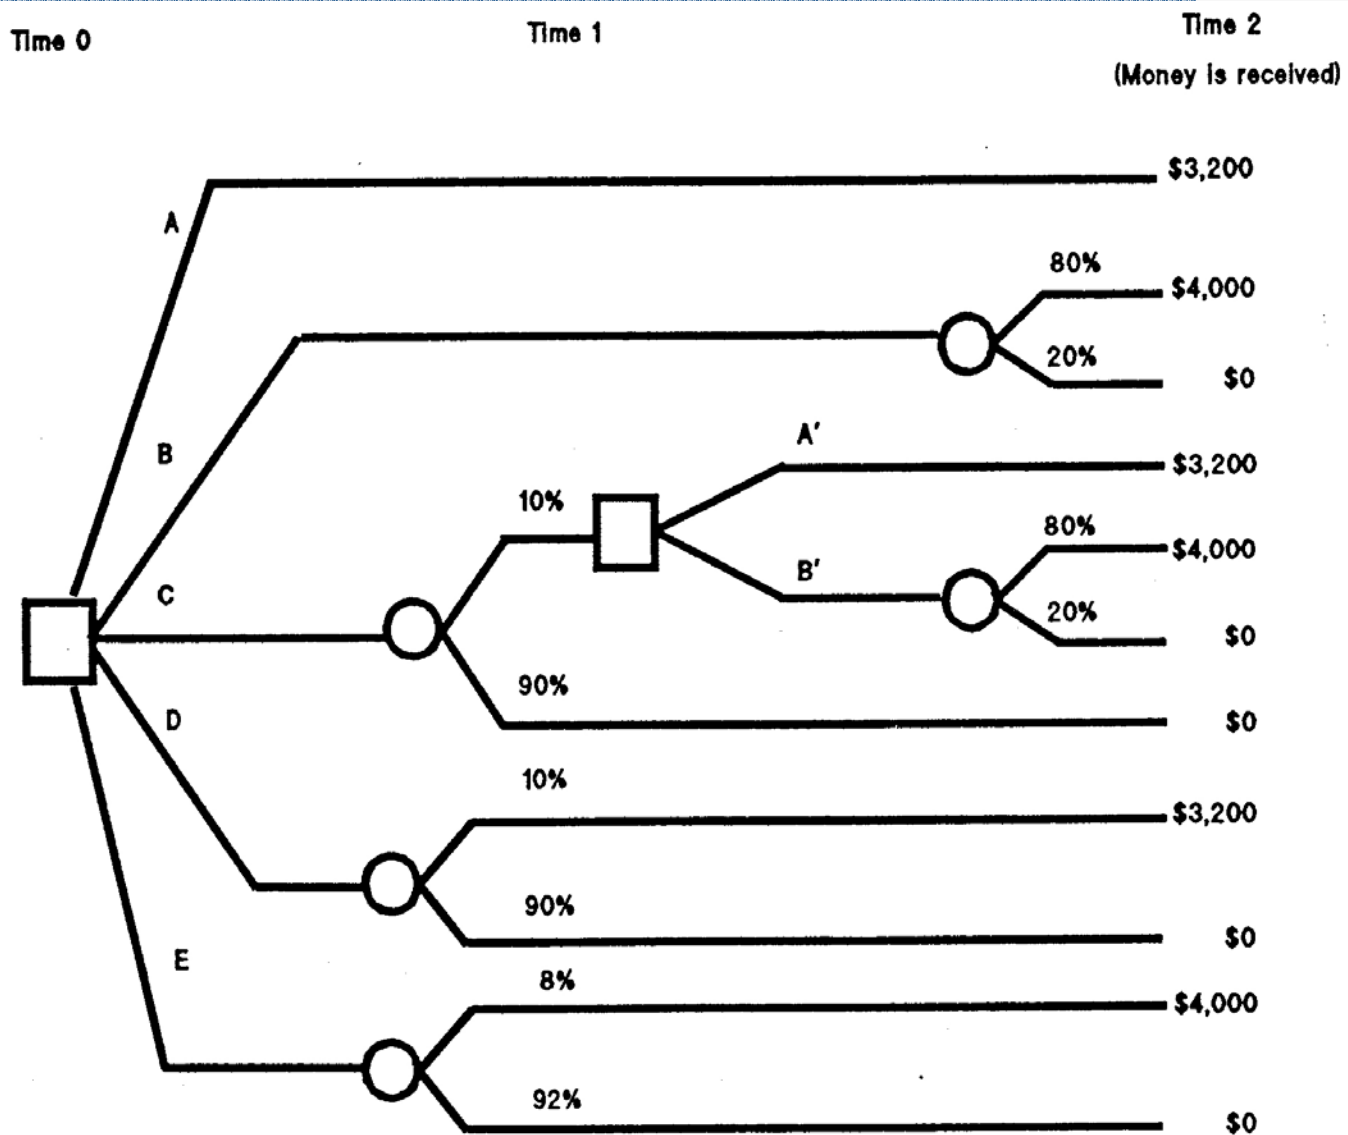 Time 0
Time 1
Time 2
(Money is received)
$3,200
A
80%
$4,000
20%
$0
B
A′
$3,200
10%
80%
$4,000
B′
C
20%
$0
90%
$0
D
10%
$3,200
90%
$0
E
8%
$4,000
92%
$0